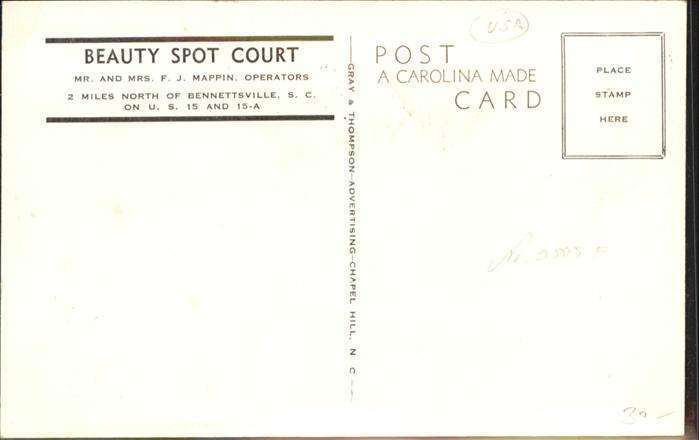 BEAUTY SPOT COURT
MR. AND MRS. F. J. MAPPIN, OPERATORS
2 MILES NORTH OF BENNETTSVILLE, S. C.
ON U. S. 15 AND 15-A
GRAY & THOMPSON—ADVERTISING—CHAPEL HILL, N C
POST
A CAROLINA MADE
CARD
USA
PLACE
STAMP
HERE
30 —